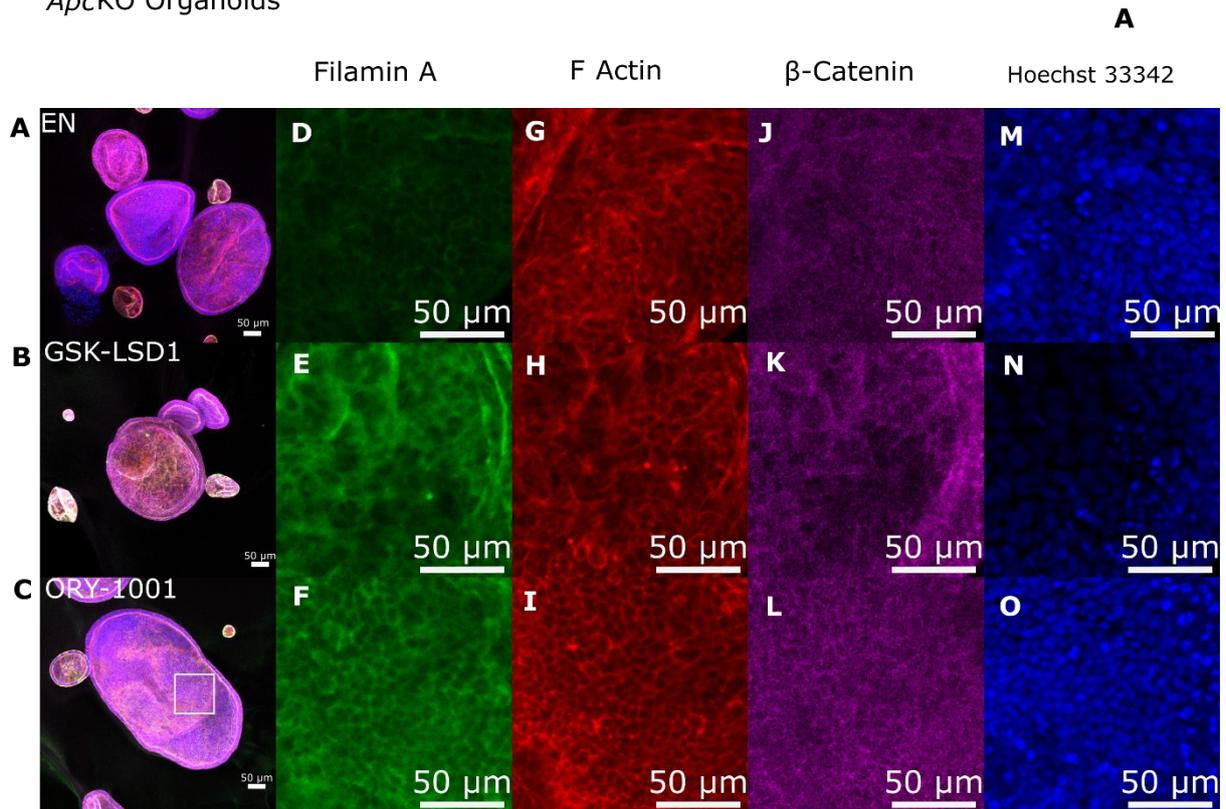 ApcKO Organoids
A
Filamin A
F Actin
β-Catenin
Hoechst 33342
A
EN
D
G
J
M
50 µm
50 µm
50 µm
50 µm
50 µm
B
GSK-LSD1
E
H
K
N
50 µm
50 µm
50 µm
50 µm
50 µm
C
ORY-1001
F
I
L
O
50 µm
50 µm
50 µm
50 µm
50 µm